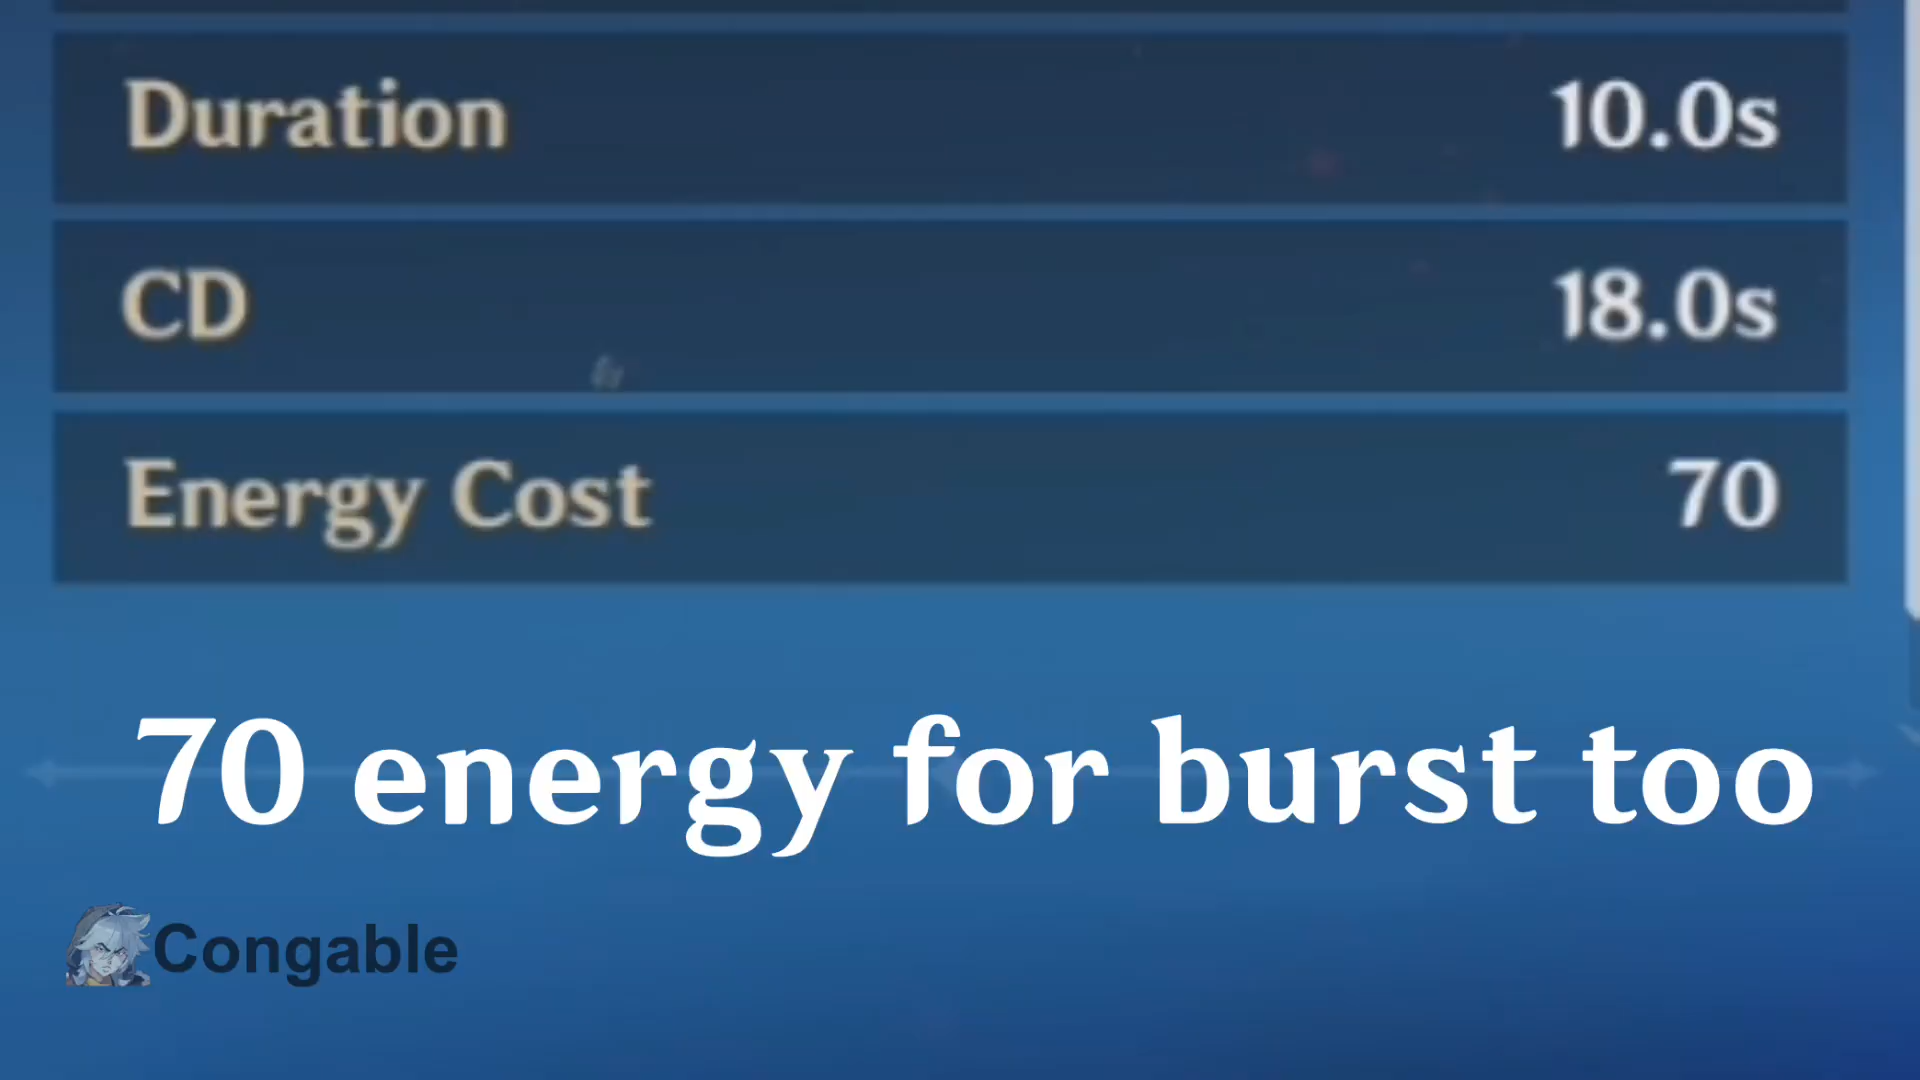 Duration 10.0s
CD 18.0s
Energy Cost 70
70 energy for burst too
Congable